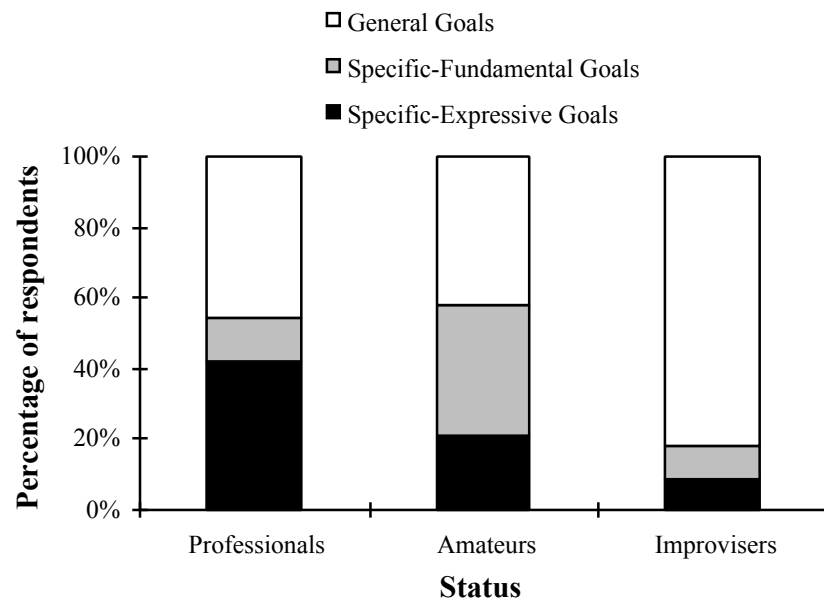 General Goals
Specific-Fundamental Goals
Specific-Expressive Goals
Percentage of respondents
100%
80%
60%
40%
20%
0%
Professionals
Amateurs
Improvisers
Status